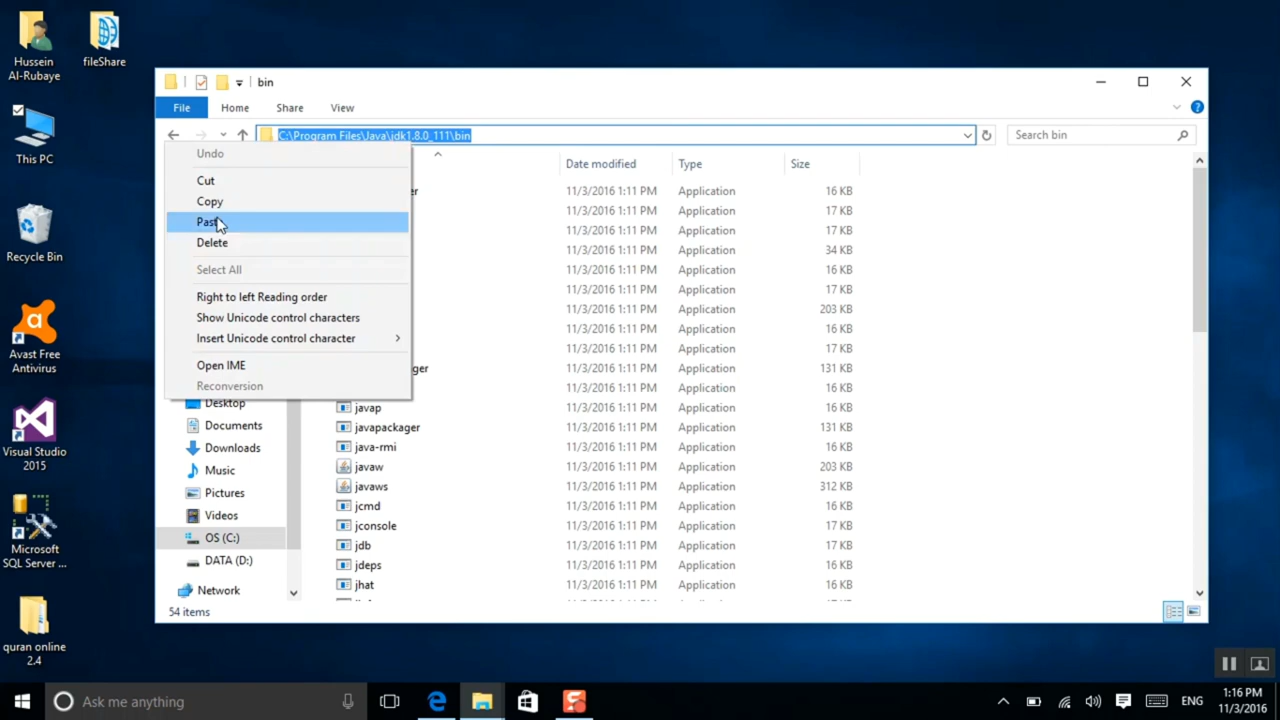 Hussein
Al-Rubaye
fileShare
This PC
Recycle Bin
Avast Free
Antivirus
Visual Studio
2015
Microsoft
SQL Server ...
quran online
2.4
bin
File
Home
Share
View
C:\Program Files\Java\jdk1.8.0_111\bin
Search bin
Undo
Cut
Copy
Past
Delete
Select All
Right to left Reading order
Show Unicode control characters
Insert Unicode control character
Open IME
Reconversion
Desktop
Documents
Downloads
Music
Pictures
Videos
OS (C:)
DATA (D:)
Network
Date modified Type Size
er 11/3/2016 1:11 PM Application 16 KB
11/3/2016 1:11 PM Application 17 KB
11/3/2016 1:11 PM Application 17 KB
11/3/2016 1:11 PM Application 34 KB
11/3/2016 1:11 PM Application 16 KB
11/3/2016 1:11 PM Application 17 KB
11/3/2016 1:11 PM Application 203 KB
11/3/2016 1:11 PM Application 16 KB
11/3/2016 1:11 PM Application 16 KB
ger 11/3/2016 1:11 PM Application 131 KB
11/3/2016 1:11 PM Application 16 KB
javap 11/3/2016 1:11 PM Application 16 KB
javapackager 11/3/2016 1:11 PM Application 131 KB
java-rmi 11/3/2016 1:11 PM Application 16 KB
javaw 11/3/2016 1:11 PM Application 203 KB
javaws 11/3/2016 1:11 PM Application 312 KB
jcmd 11/3/2016 1:11 PM Application 16 KB
jconsole 11/3/2016 1:11 PM Application 17 KB
jdb 11/3/2016 1:11 PM Application 17 KB
jdeps 11/3/2016 1:11 PM Application 16 KB
jhat 11/3/2016 1:11 PM Application 16 KB
54 items
Ask me anything
ENG
1:16 PM
11/3/2016